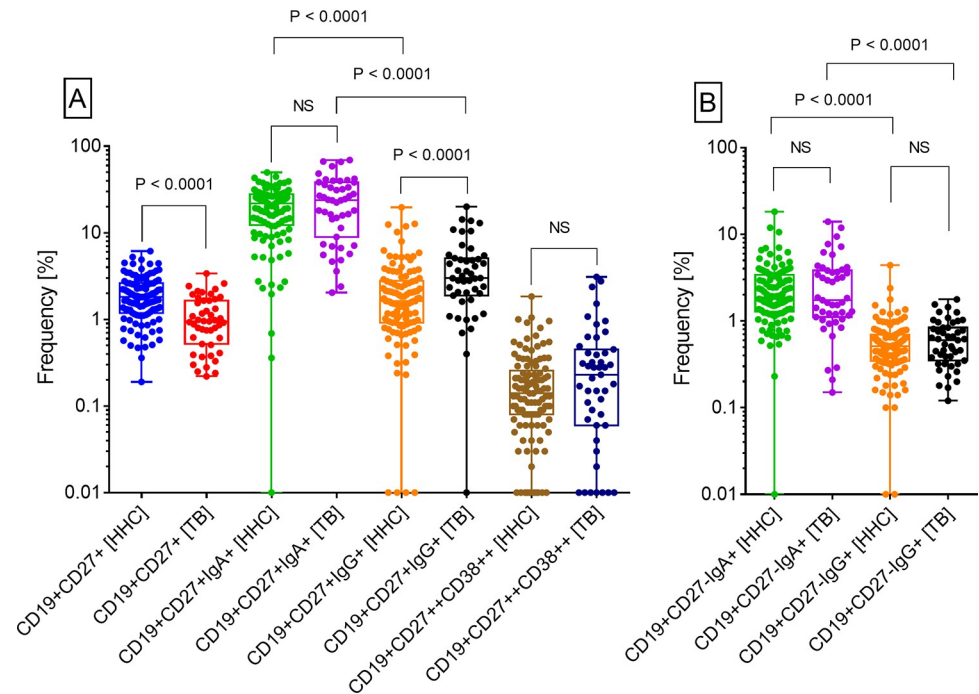 P < 0.0001
P < 0.0001
A
NS
P < 0.0001
P < 0.0001
NS
100
10
1
0.1
0.01
Frequency [%]
CD19+CD27+ [HHC]
CD19+CD27+ [TB]
CD19+CD27+IgA+ [HHC]
CD19+CD27+IgA+ [TB]
CD19+CD27+IgG+ [HHC]
CD19+CD27+IgG+ [TB]
CD19+CD27++CD38++ [HHC]
CD19+CD27++CD38++ [TB]
P < 0.0001
B
P < 0.0001
NS
NS
100
10
1
0.1
0.01
Frequency [%]
CD19+CD27-IgA+ [HHC]
CD19+CD27-IgA+ [TB]
CD19+CD27-IgG+ [HHC]
CD19+CD27-IgG+ [TB]